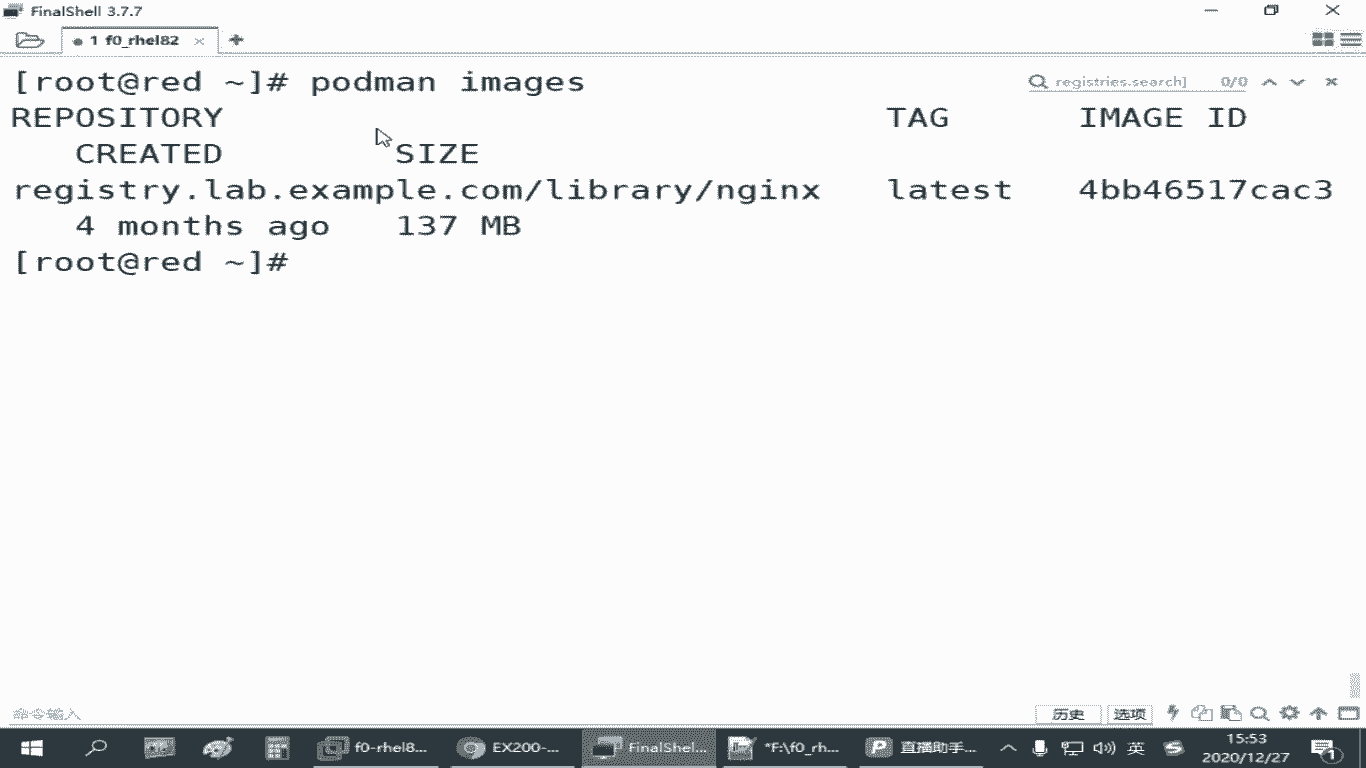 FinalShell 3.7.7
1 f0_rhel82
[root@red ~]# podman images
registries.search] 0/0
REPOSITORY TAG IMAGE ID
CREATED SIZE
registry.lab.example.com/library/nginx latest 4bb46517cac3
4 months ago 137 MB
[root@red ~]#
命令输入
历史 选项
f0-rhel8...
EX200-...
FinalShel...
*F:\f0_rh...
直播助手...
英
15:53
2020/12/27
1